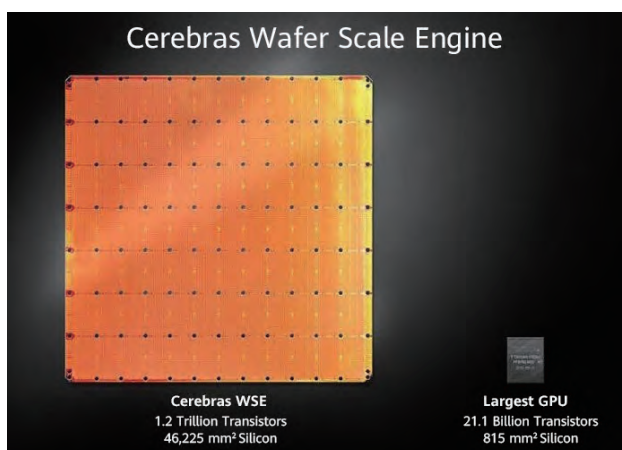 Cerebras Wafer Scale Engine
Cerebras WSE
1.2 Trillion Transistors
46,225 mm² Silicon
Largest GPU
21.1 Billion Transistors
815 mm² Silicon